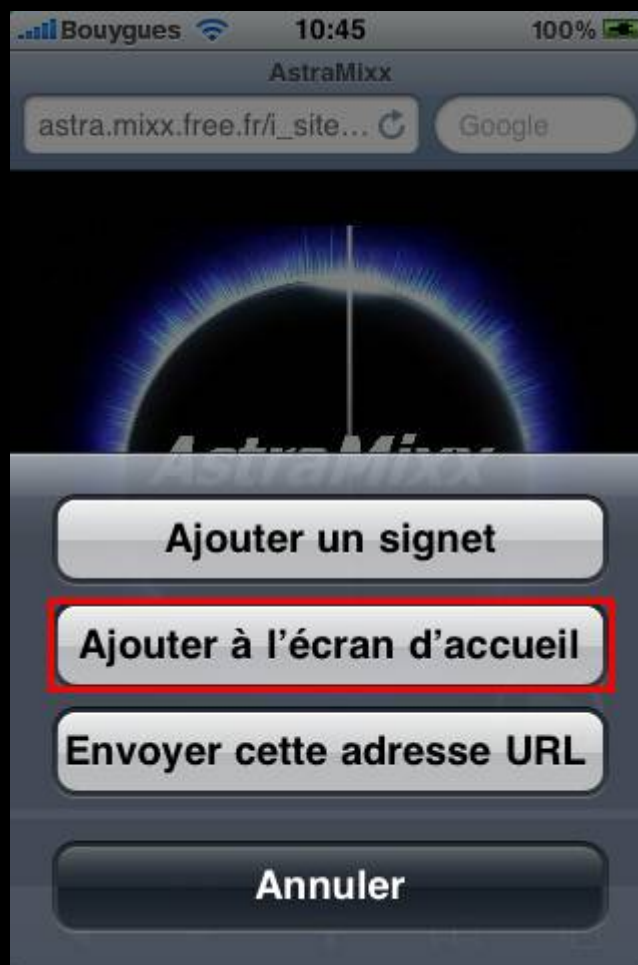 Bouygues 10:45 100%
AstraMixx
astra.mixx.free.fr/i_site... Google
AstraMixx
Ajouter un signet
Ajouter à l’écran d’accueil
Envoyer cette adresse URL
Annuler